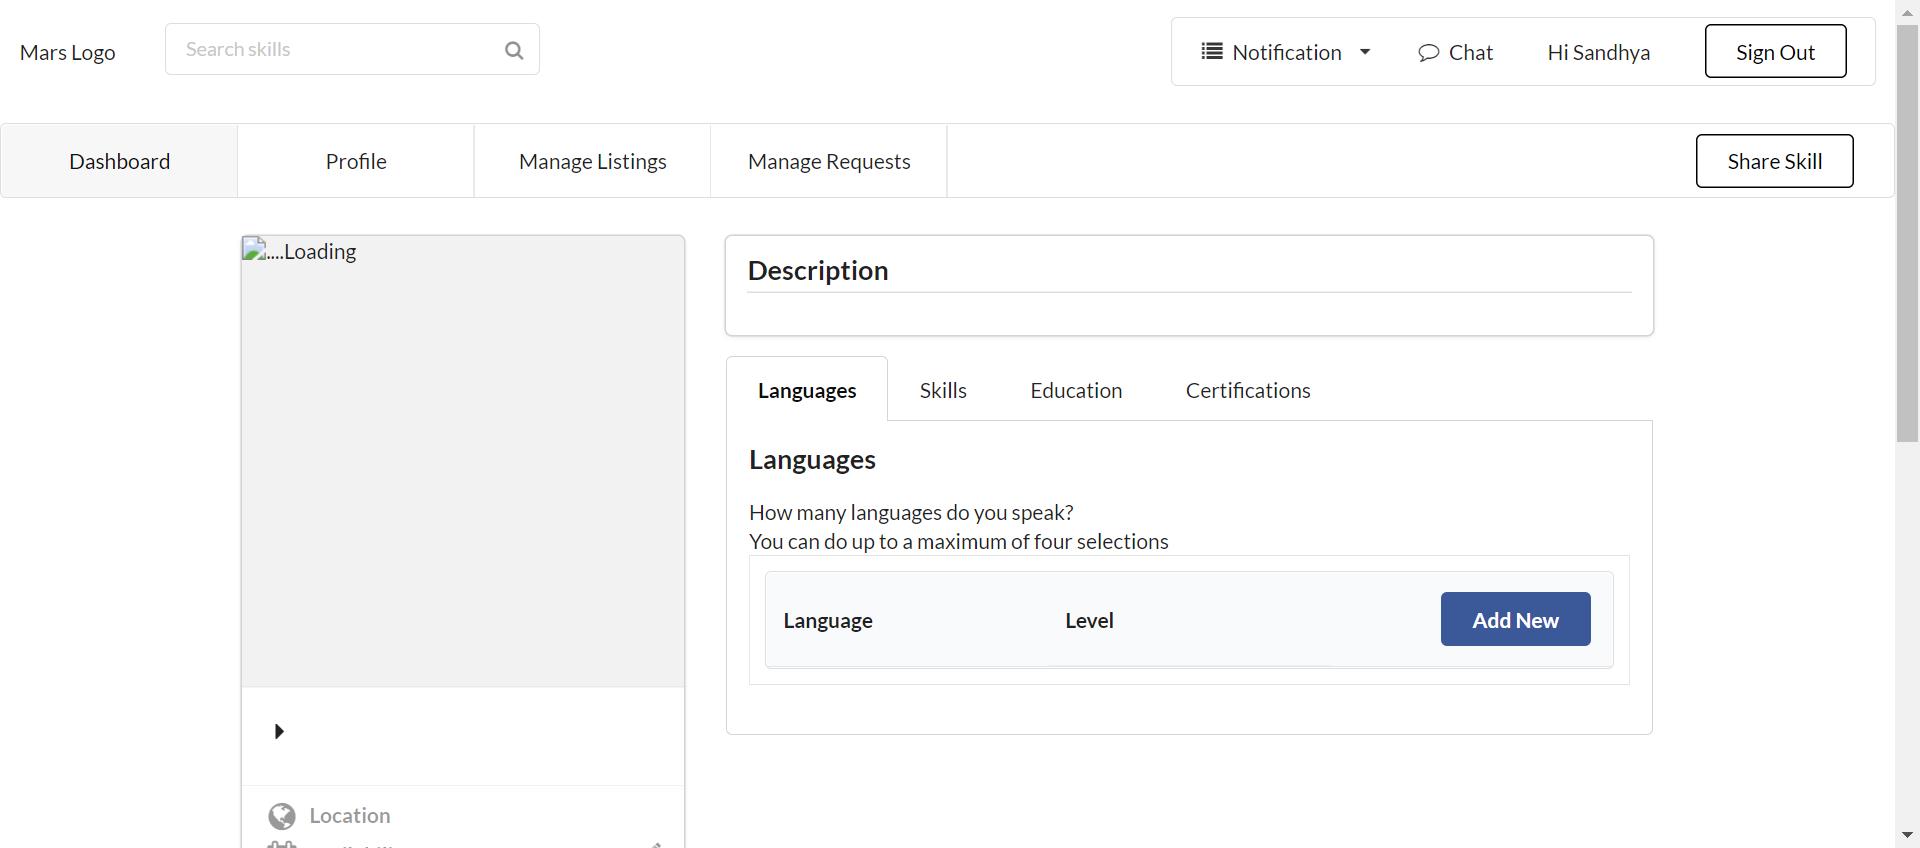 Mars Logo
Search skills
Notification
Chat
Hi Sandhya
Sign Out
Dashboard
Profile
Manage Listings
Manage Requests
Share Skill
....Loading
Description
Languages
Skills
Education
Certifications
Languages
How many languages do you speak?
You can do up to a maximum of four selections
Language
Level
Add New
Location